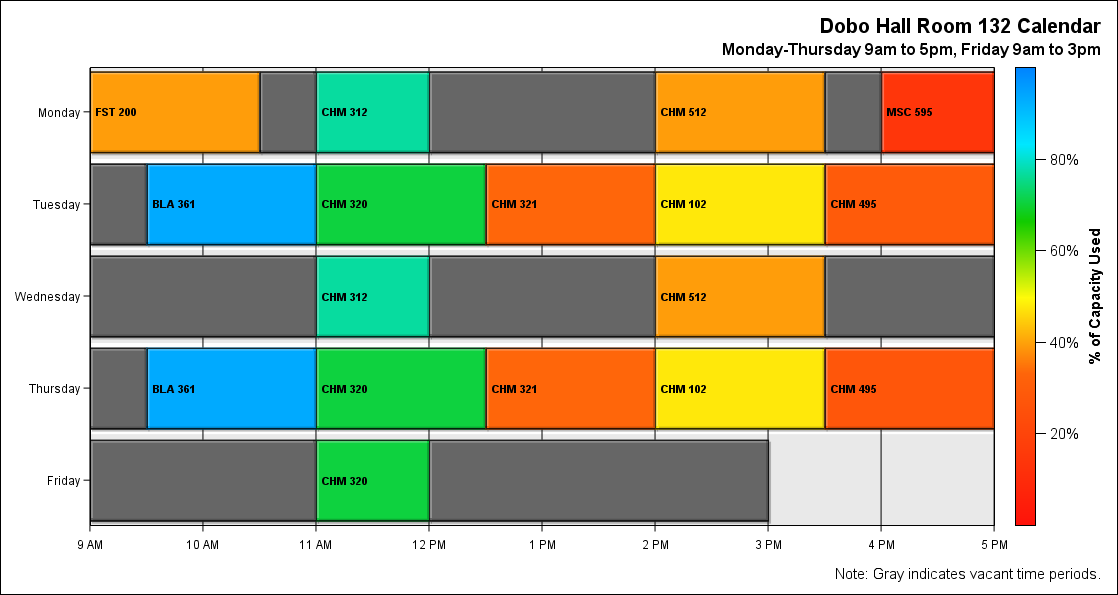 Dobo Hall Room 132 Calendar
Monday-Thursday 9am to 5pm, Friday 9am to 3pm
Monday FST 200 CHM 312 CHM 512 MSC 595
Tuesday BLA 361 CHM 320 CHM 321 CHM 102 CHM 495
Wednesday CHM 312 CHM 512
Thursday BLA 361 CHM 320 CHM 321 CHM 102 CHM 495
Friday CHM 320
9 AM 10 AM 11 AM 12 PM 1 PM 2 PM 3 PM 4 PM 5 PM
80%
60%
40%
20%
% of Capacity Used
Note: Gray indicates vacant time periods.